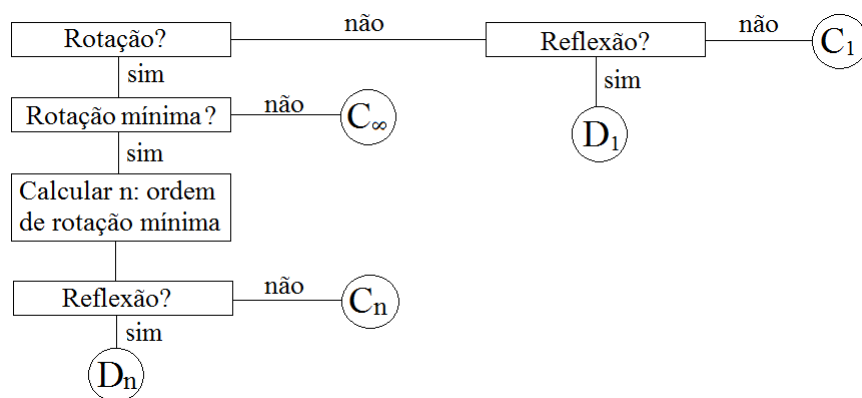 Rotação?
não
Reflexão?
não
C₁
sim
sim
Rotação mínima?
não
C∞
D₁
sim
Calcular n: ordem
de rotação mínima
Reflexão?
não
Cn
sim
Dn